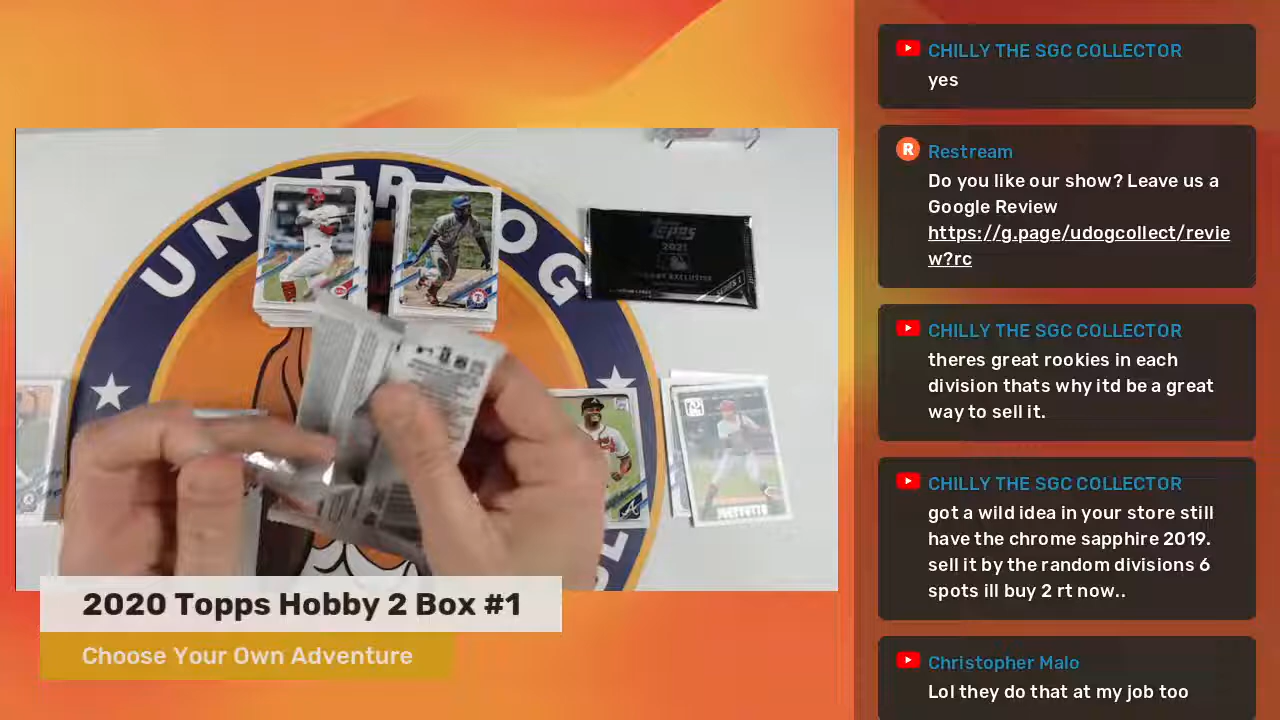 CHILLY THE SGC COLLECTOR
yes
Restream
Do you like our show? Leave us a
Google Review
https://g.page/udogcollect/revie
w?rc
CHILLY THE SGC COLLECTOR
theres great rookies in each
division thats why itd be a great
way to sell it.
CHILLY THE SGC COLLECTOR
got a wild idea in your store still
have the chrome sapphire 2019.
sell it by the random divisions 6
spots ill buy 2 rt now..
Christopher Malo
Lol they do that at my job too
Topps
2021
SERIES 1
2020 Topps Hobby 2 Box #1
Choose Your Own Adventure